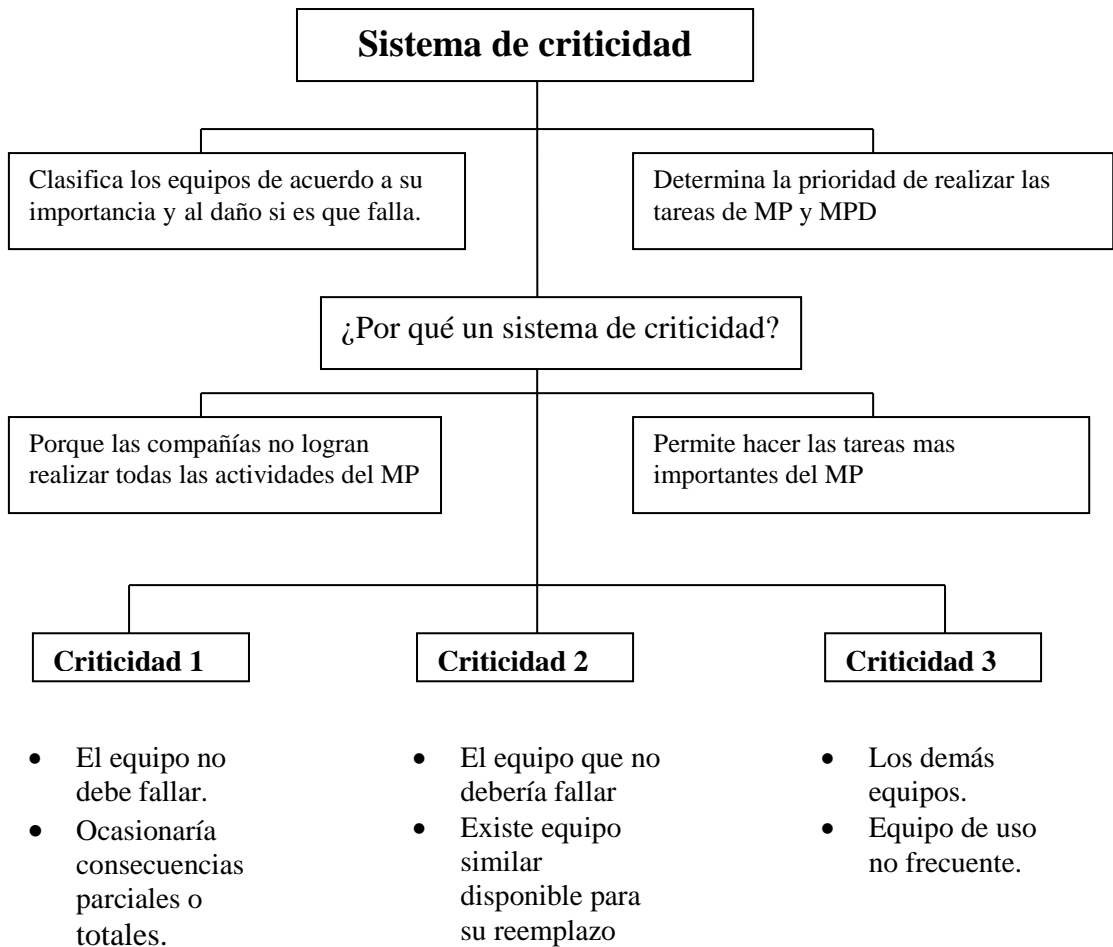 Sistema de criticidad
Clasifica los equipos de acuerdo a su
importancia y al daño si es que falla.
Determina la prioridad de realizar las
tareas de MP y MPD
¿Por qué un sistema de criticidad?
Porque las compañías no logran
realizar todas las actividades del MP
Permite hacer las tareas mas
importantes del MP
Criticidad 1
Criticidad 2
Criticidad 3
• El equipo no
debe fallar.
• Ocasionaría
consecuencias
parciales o
totales.
• El equipo que no
debería fallar
• Existe equipo
similar
disponible para
su reemplazo
• Los demás
equipos.
• Equipo de uso
no frecuente.